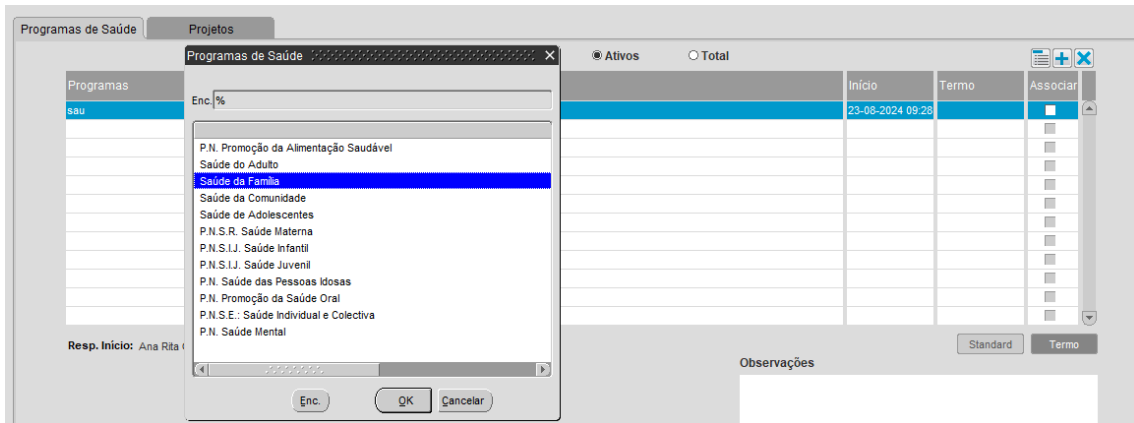 Programas de Saúde Projetos
Programas de Saúde
Ativos Total
Enc. %
Programas Início Termo Associar
sau 23-08-2024 09:28
P.N. Promoção da Alimentação Saudável
Saúde do Adulto
Saúde da Família
Saúde da Comunidade
Saúde de Adolescentes
P.N.S.R. Saúde Materna
P.N.S.I.J. Saúde Infantil
P.N.S.I.J. Saúde Juvenil
P.N. Saúde das Pessoas Idosas
P.N. Promoção da Saúde Oral
P.N.S.E.: Saúde Individual e Colectiva
P.N. Saúde Mental
Resp. Início: Ana Rita
Standard Termo
Observações
Enc. OK Cancelar